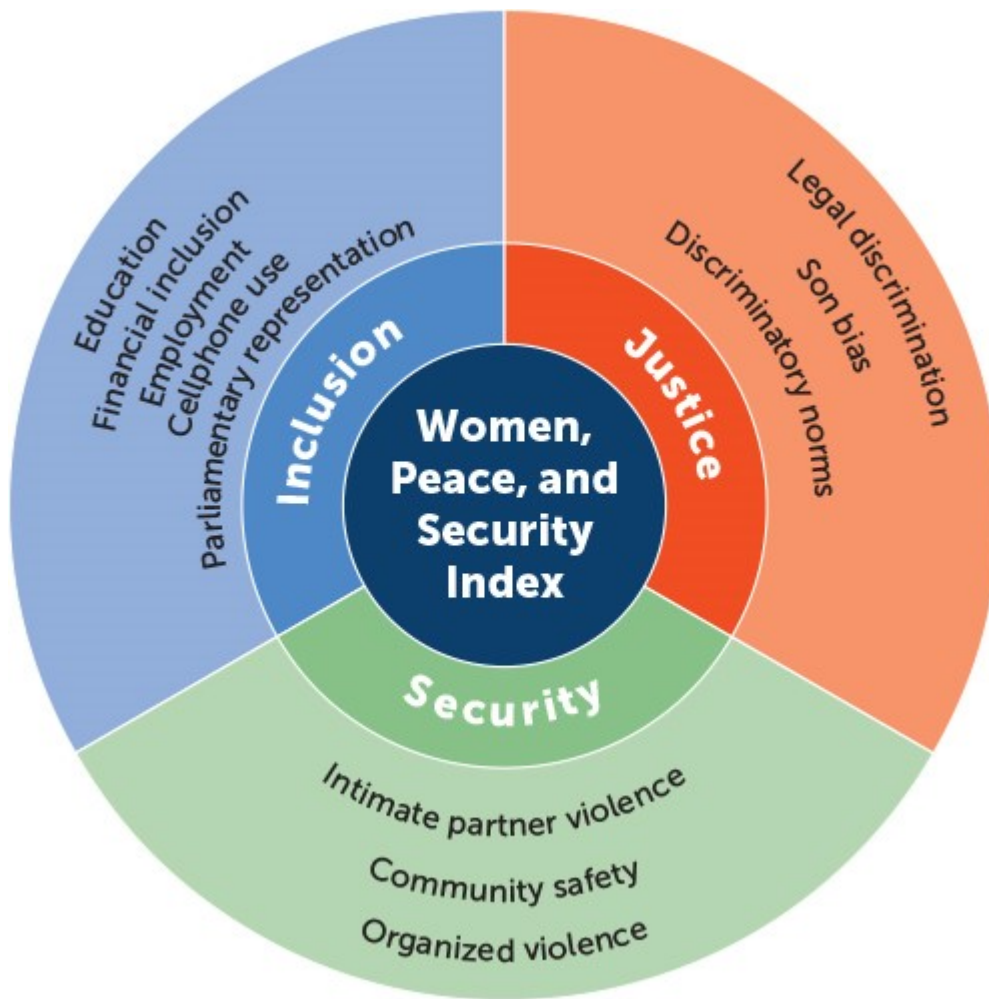 Women,
Peace, and
Security
Index
Inclusion
Education
Financial inclusion
Employment
Cellphone use
Parliamentary representation
Justice
Legal discrimination
Son bias
Discriminatory norms
Security
Intimate partner violence
Community safety
Organized violence